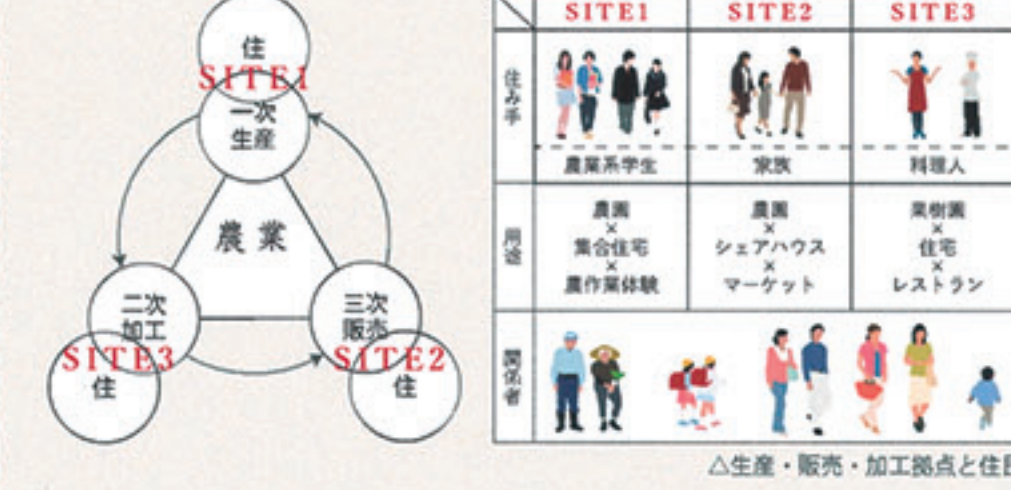 住
SITE1
一次
生産
農業
二次
加工
SITE3
住
三次
販売
SITE2
住
SITE1 SITE2 SITE3
住み手
農業系学生 家族 料理人
用途
農園 農園 果樹園
× × ×
集合住宅 シェアハウス 住宅
× × ×
農作業体験 マーケット レストラン
関係者
△生産・販売・加工拠点と住